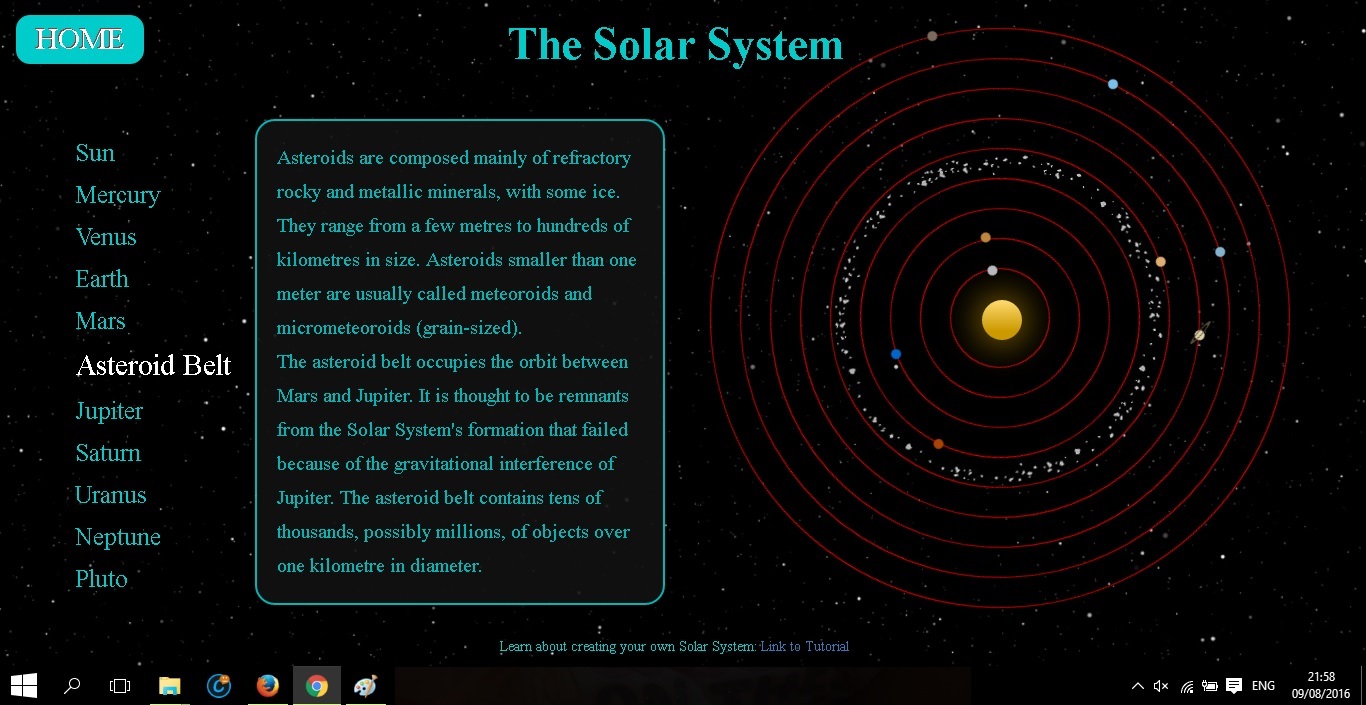 HOME
The Solar System
Sun
Mercury
Venus
Earth
Mars
Asteroid Belt
Jupiter
Saturn
Uranus
Neptune
Pluto
Asteroids are composed mainly of refractory
rocky and metallic minerals, with some ice.
They range from a few metres to hundreds of
kilometres in size. Asteroids smaller than one
meter are usually called meteoroids and
micrometeoroids (grain-sized).
The asteroid belt occupies the orbit between
Mars and Jupiter. It is thought to be remnants
from the Solar System's formation that failed
because of the gravitational interference of
Jupiter. The asteroid belt contains tens of
thousands, possibly millions, of objects over
one kilometre in diameter.
Learn about creating your own Solar System: Link to Tutorial
ENG
21:58
09/08/2016